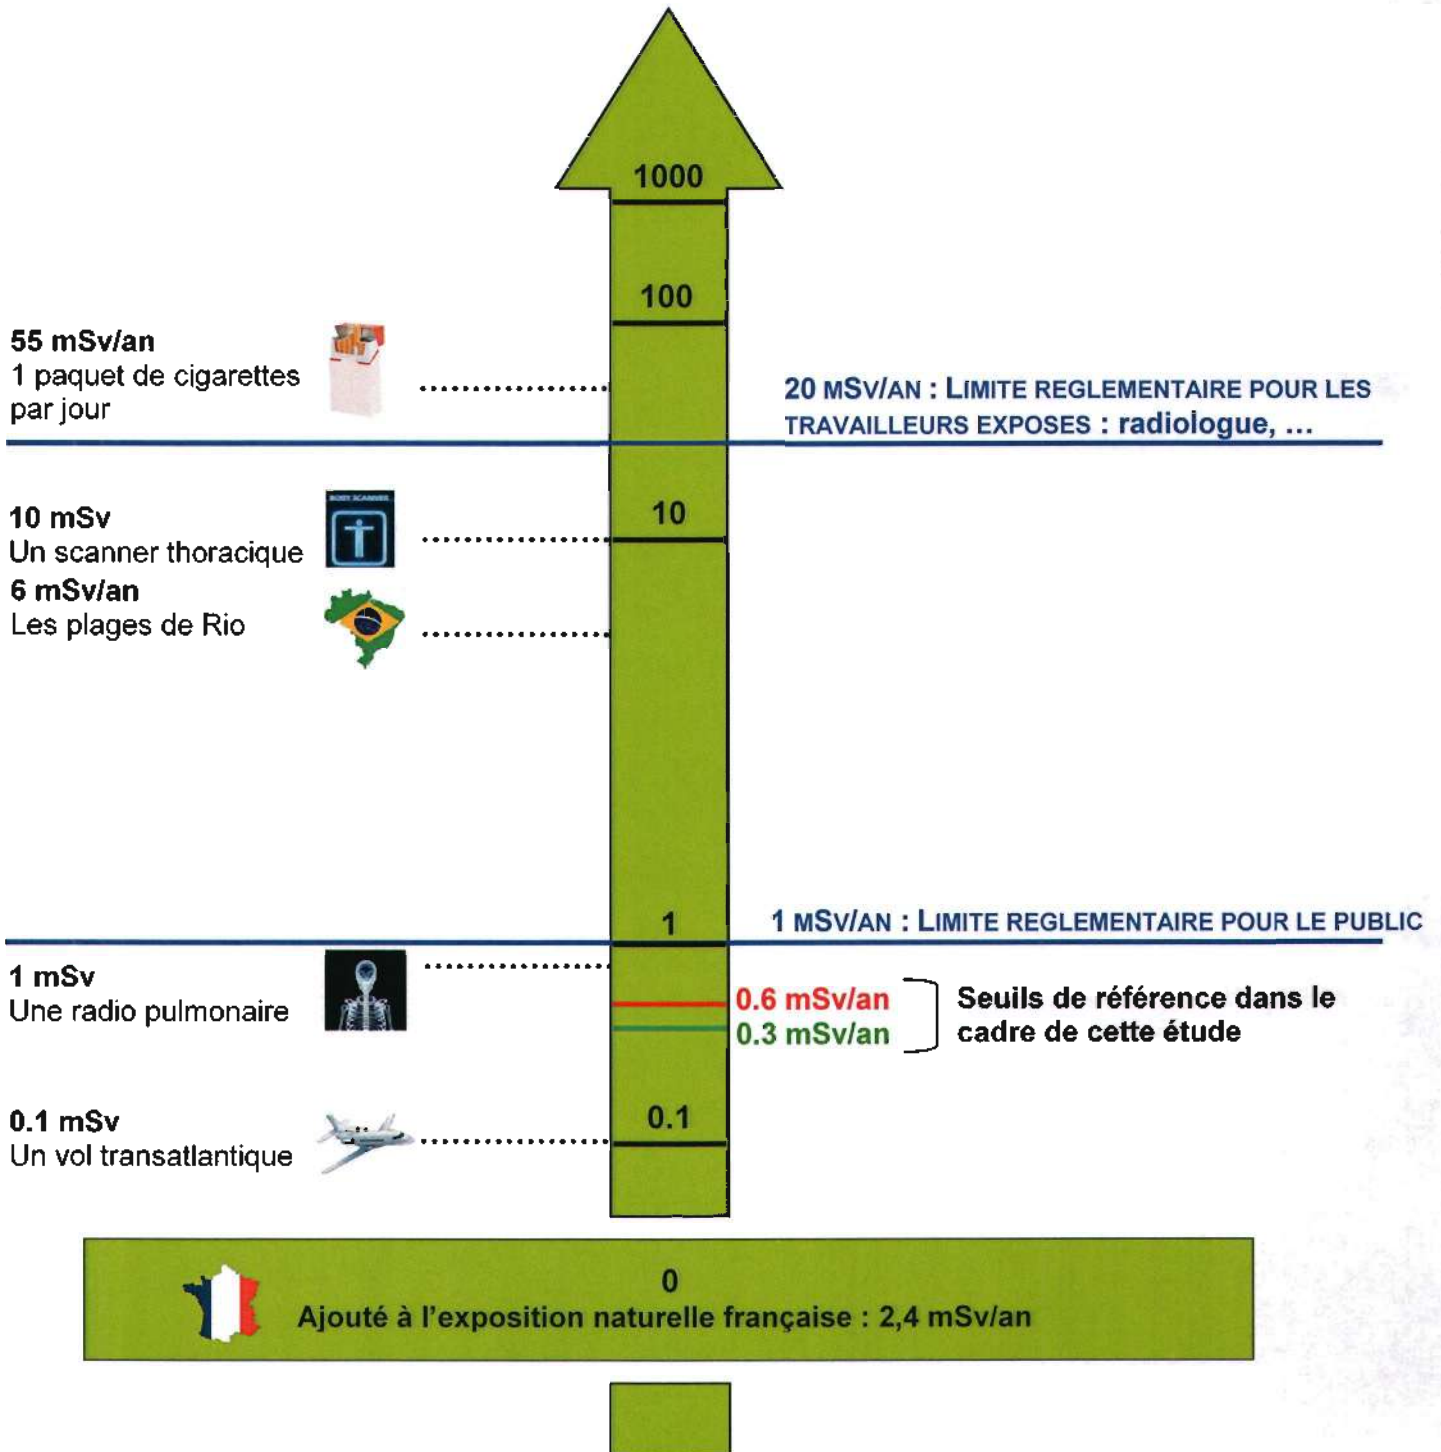 1000
100
55 mSv/an
1 paquet de cigarettes
par jour
20 MSV/AN : LIMITE REGLEMENTAIRE POUR LES
TRAVAILLEURS EXPOSES : radiologue, ...
BODY SCANNER
10 mSv
Un scanner thoracique
10
6 mSv/an
Les plages de Rio
1
1 MSV/AN : LIMITE REGLEMENTAIRE POUR LE PUBLIC
1 mSv
Une radio pulmonaire
0.6 mSv/an
0.3 mSv/an
Seuils de référence dans le
cadre de cette étude
0.1 mSv
Un vol transatlantique
0.1
0
Ajouté à l'exposition naturelle française : 2,4 mSv/an